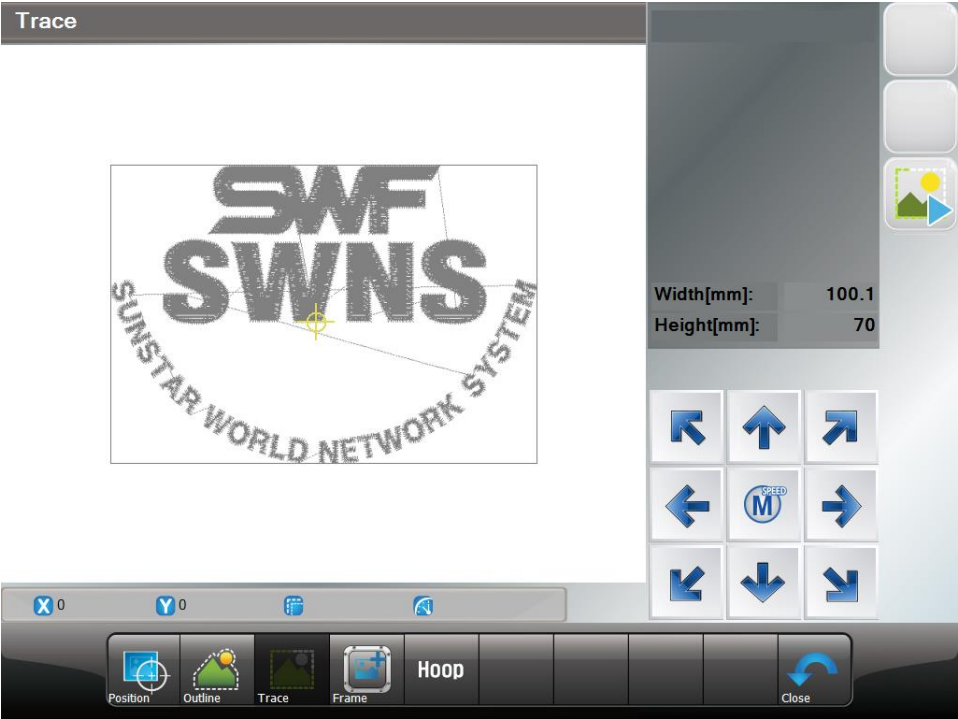 Trace
SWF
SWNS
SUNSTAR WORLD NETWORK SYSTEM
Width[mm]: 100.1
Height[mm]: 70
M SPEED
X 0
Y 0
Position
Outline
Trace
Frame
Hoop
Close